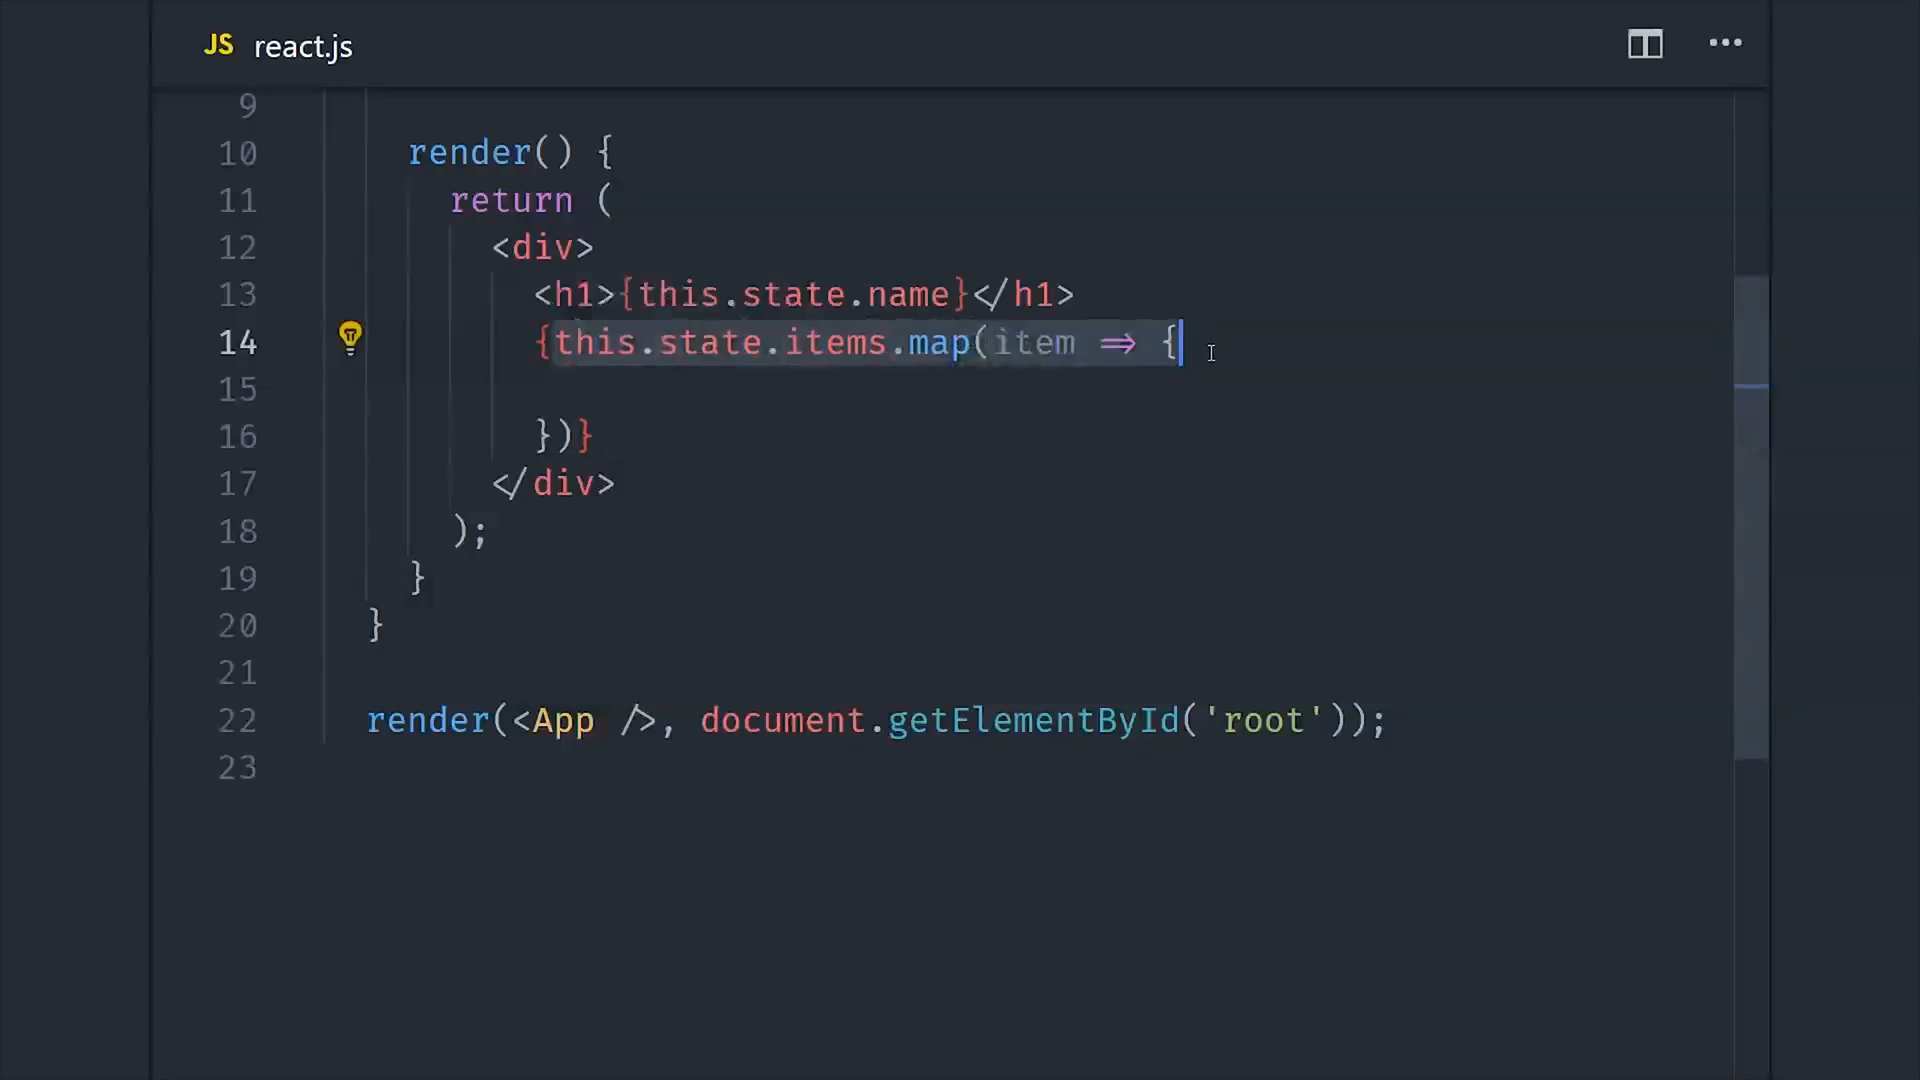 JS react.js
9
10 render() {
11 return (
12 <div>
13 <h1>{this.state.name}</h1>
14 {this.state.items.map(item => {
15
16 })}
17 </div>
18 );
19 }
20 }
21
22 render(<App />, document.getElementById('root'));
23